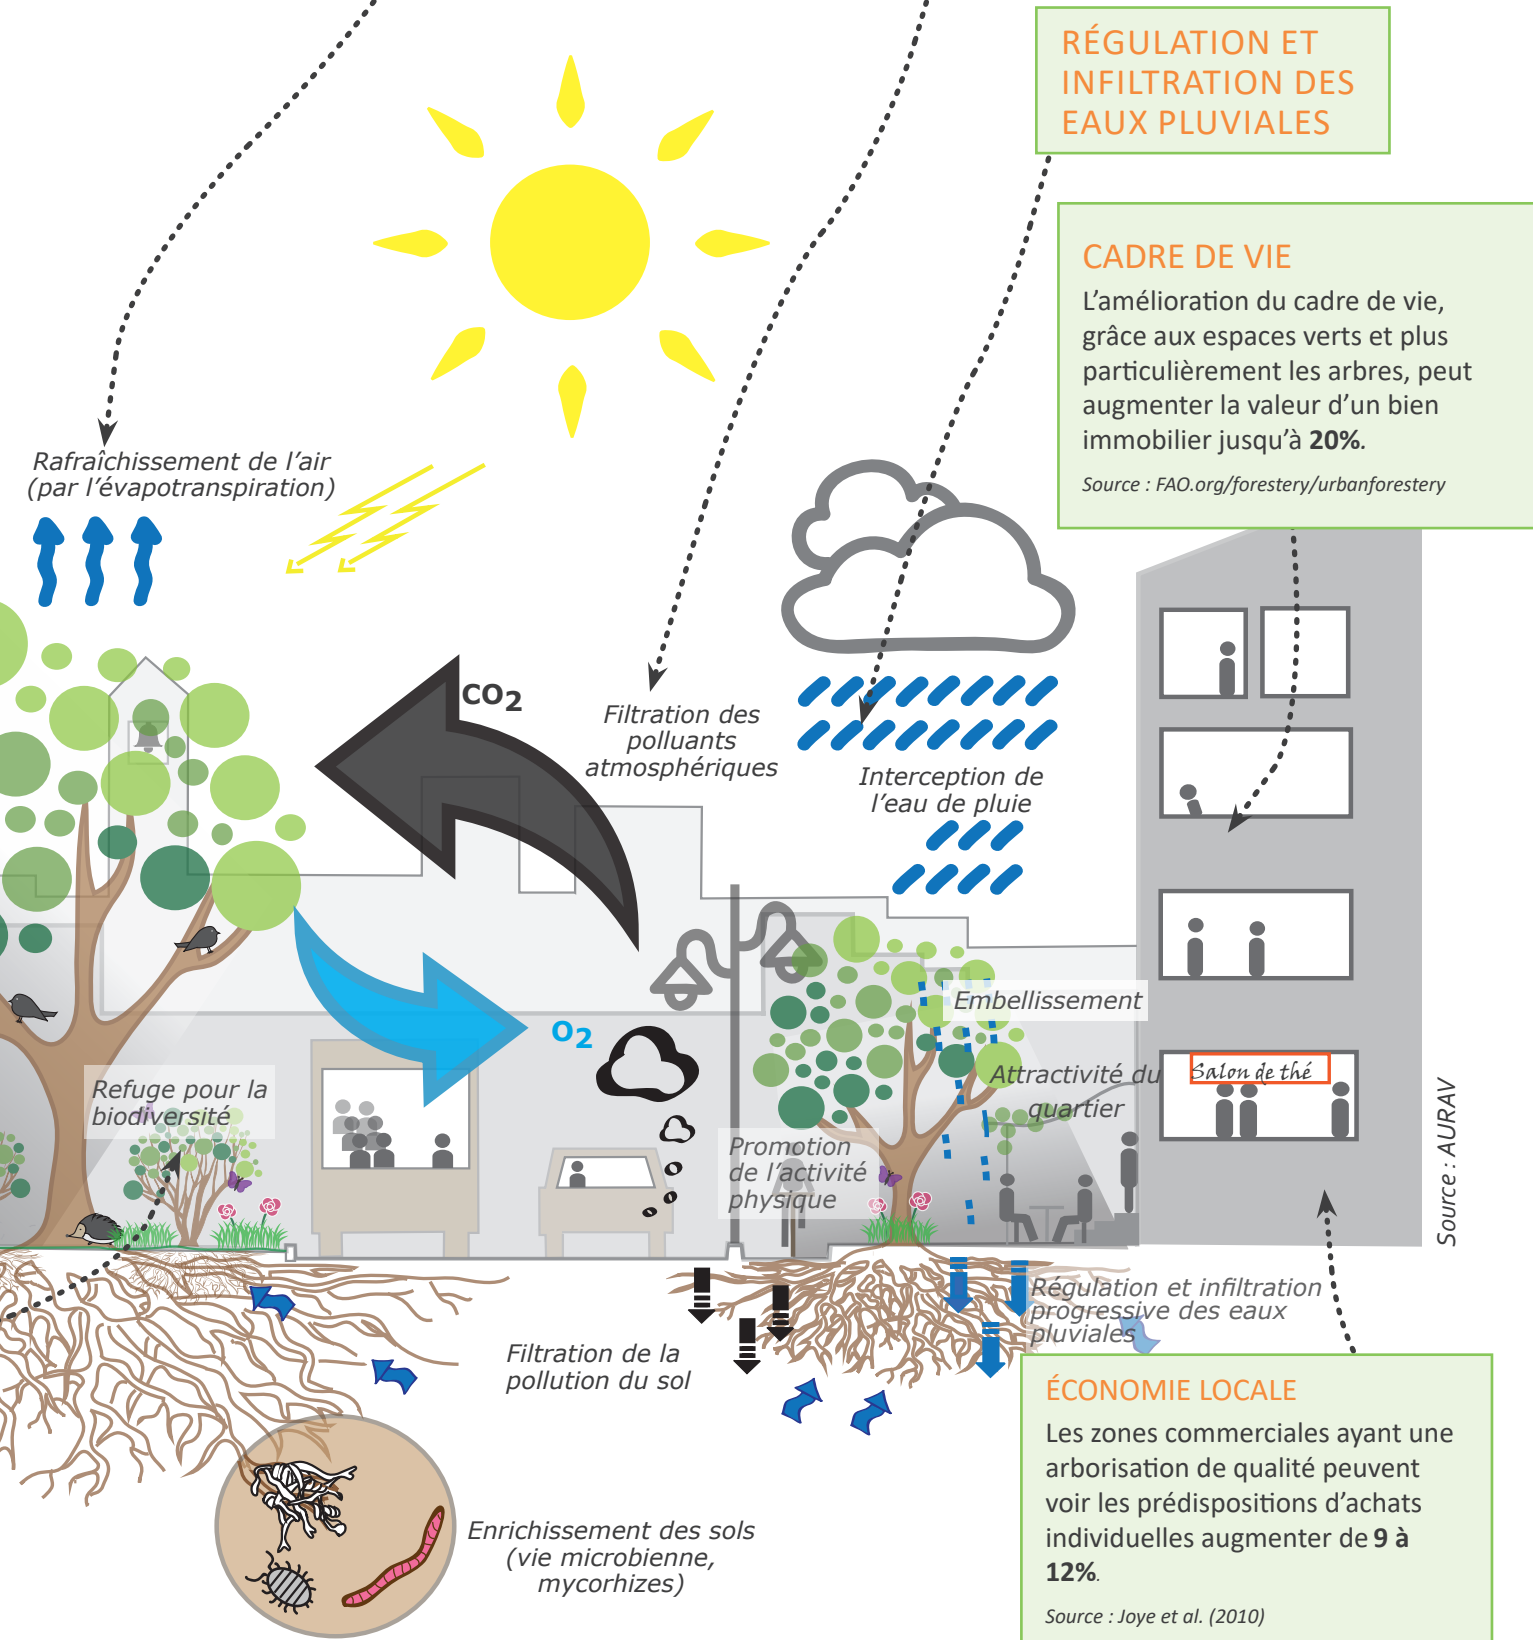 RÉGULATION ET
INFILTRATION DES
EAUX PLUVIALES
CADRE DE VIE
L’amélioration du cadre de vie,
grâce aux espaces verts et plus
particulièrement les arbres, peut
augmenter la valeur d’un bien
immobilier jusqu’à 20%.
Source : FAO.org/forestery/urbanforestery
Rafraîchissement de l’air
(par l’évapotranspiration)
CO2
Filtration des
polluants
atmosphériques
Interception de
l’eau de pluie
O2
Embellissement
Attractivité du
quartier
Salon de thé
Refuge pour la
biodiversité
Promotion
de l’activité
physique
Source : AURAV
Régulation et infiltration
progressive des eaux
pluviales
Filtration de la
pollution du sol
ÉCONOMIE LOCALE
Les zones commerciales ayant une
arborisation de qualité peuvent
voir les prédispositions d’achats
individuelles augmenter de 9 à
12%.
Source : Joye et al. (2010)
Enrichissement des sols
(vie microbienne,
mycorhizes)